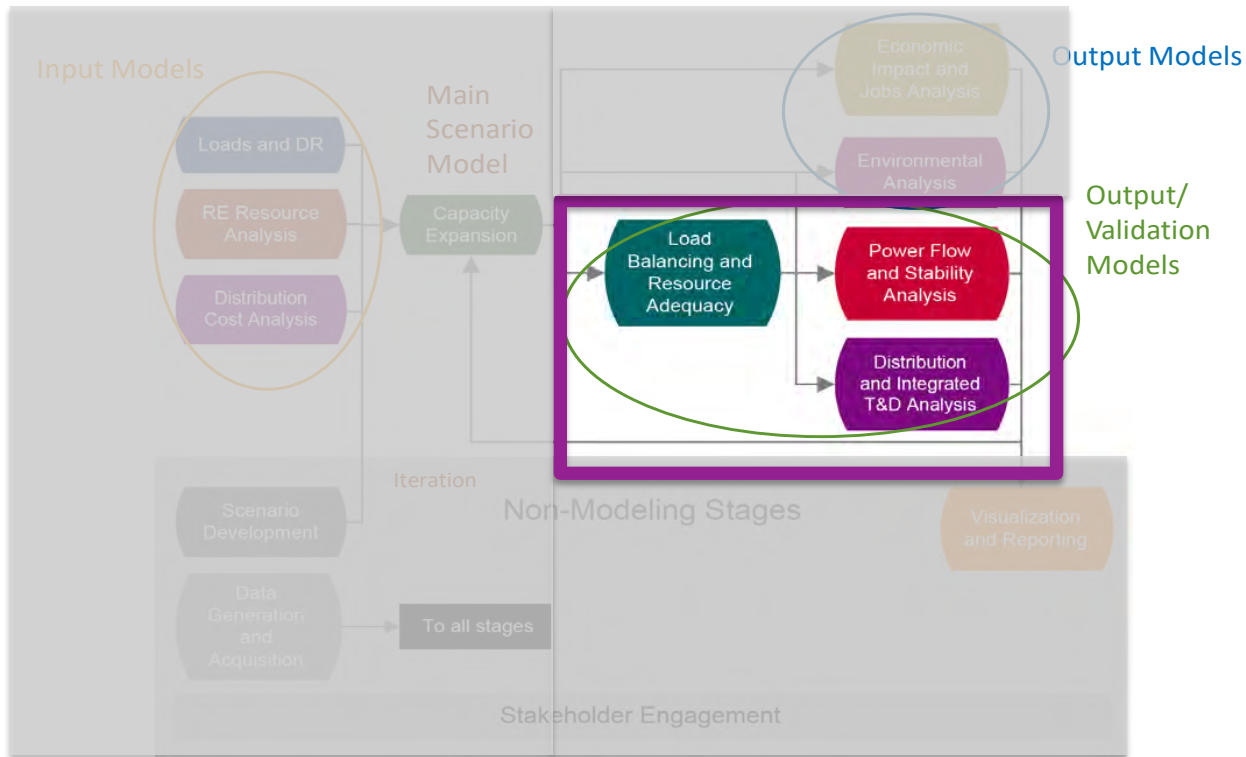 Input Models
Main
Scenario
Model
Output Models
Economic
Impact and
Jobs Analysis
Loads and DR
Environmental
Analysis
RE Resource
Analysis
Capacity
Expansion
Output/
Validation
Models
Load
Balancing and
Resource
Adequacy
Power Flow
and Stability
Analysis
Distribution
Cost Analysis
Distribution
and Integrated
T&D Analysis
Iteration
Non-Modeling Stages
Scenario
Development
Visualization
and Reporting
Data
Generation
and
Acquisition
To all stages
Stakeholder Engagement